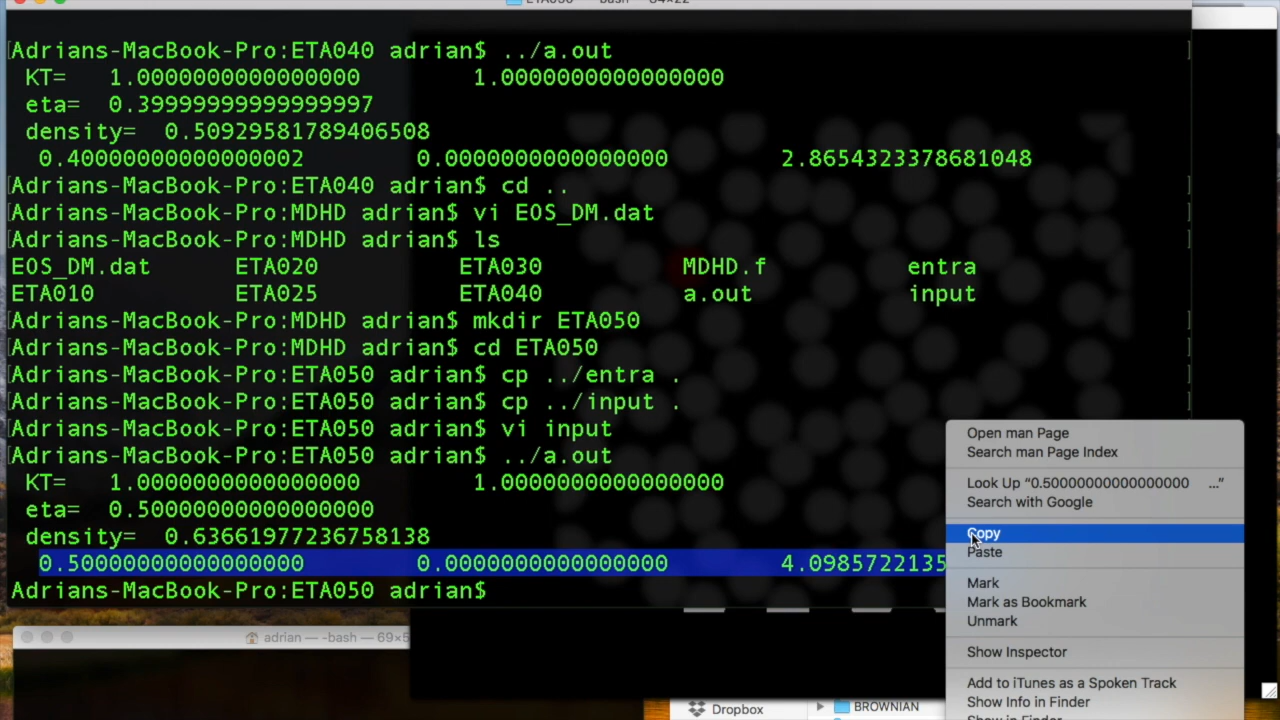 Adrians-MacBook-Pro:ETA040 adrian$ ../a.out
KT= 1.0000000000000000 1.0000000000000000
eta= 0.39999999999999997
density= 0.50929581789406508
0.40000000000000002 0.0000000000000000 2.8654323378681048
Adrians-MacBook-Pro:ETA040 adrian$ cd ..
Adrians-MacBook-Pro:MDHD adrian$ vi EOS_DM.dat
Adrians-MacBook-Pro:MDHD adrian$ ls
EOS_DM.dat ETA020 ETA030 MDHD.f entra
ETA010 ETA025 ETA040 a.out input
Adrians-MacBook-Pro:MDHD adrian$ mkdir ETA050
Adrians-MacBook-Pro:MDHD adrian$ cd ETA050
Adrians-MacBook-Pro:ETA050 adrian$ cp ../entra .
Adrians-MacBook-Pro:ETA050 adrian$ cp ../input .
Adrians-MacBook-Pro:ETA050 adrian$ vi input
Adrians-MacBook-Pro:ETA050 adrian$ ../a.out
KT= 1.0000000000000000 1.0000000000000000
eta= 0.50000000000000000
density= 0.63661977236758138
0.50000000000000000 0.0000000000000000 4.0985722135
Adrians-MacBook-Pro:ETA050 adrian$
Open man Page
Search man Page Index
Look Up “0.50000000000000000 ...”
Search with Google
Copy
Paste
Mark
Mark as Bookmark
Unmark
Show Inspector
Add to iTunes as a Spoken Track
Show Info in Finder
Show in Finder
adrian — -bash — 69×5
Dropbox
BROWNIAN